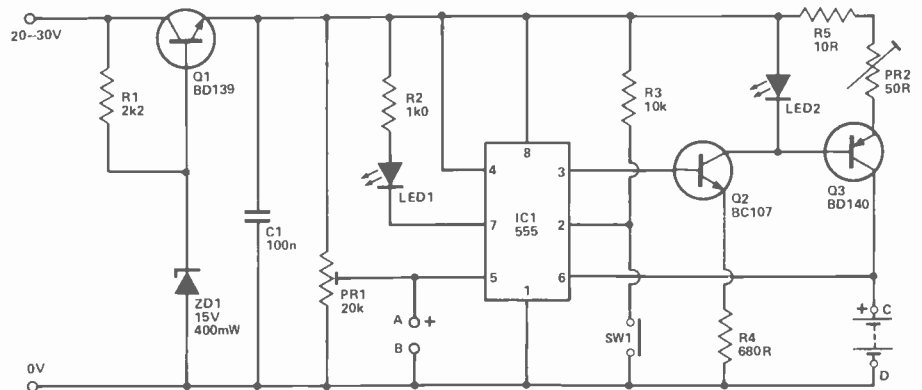 20--30V
Q1
BD139
R1
2k2
ZD1
15V
400mW
C1
100n
R2
1k0
LED1
PR1
20k
A +
B
8
4
3
7
IC1
555
2
5
6
1
R3
10k
SW1
Q2
BC107
R4
680R
LED2
R5
10R
PR2
50R
Q3
BD140
+ C
D
0V